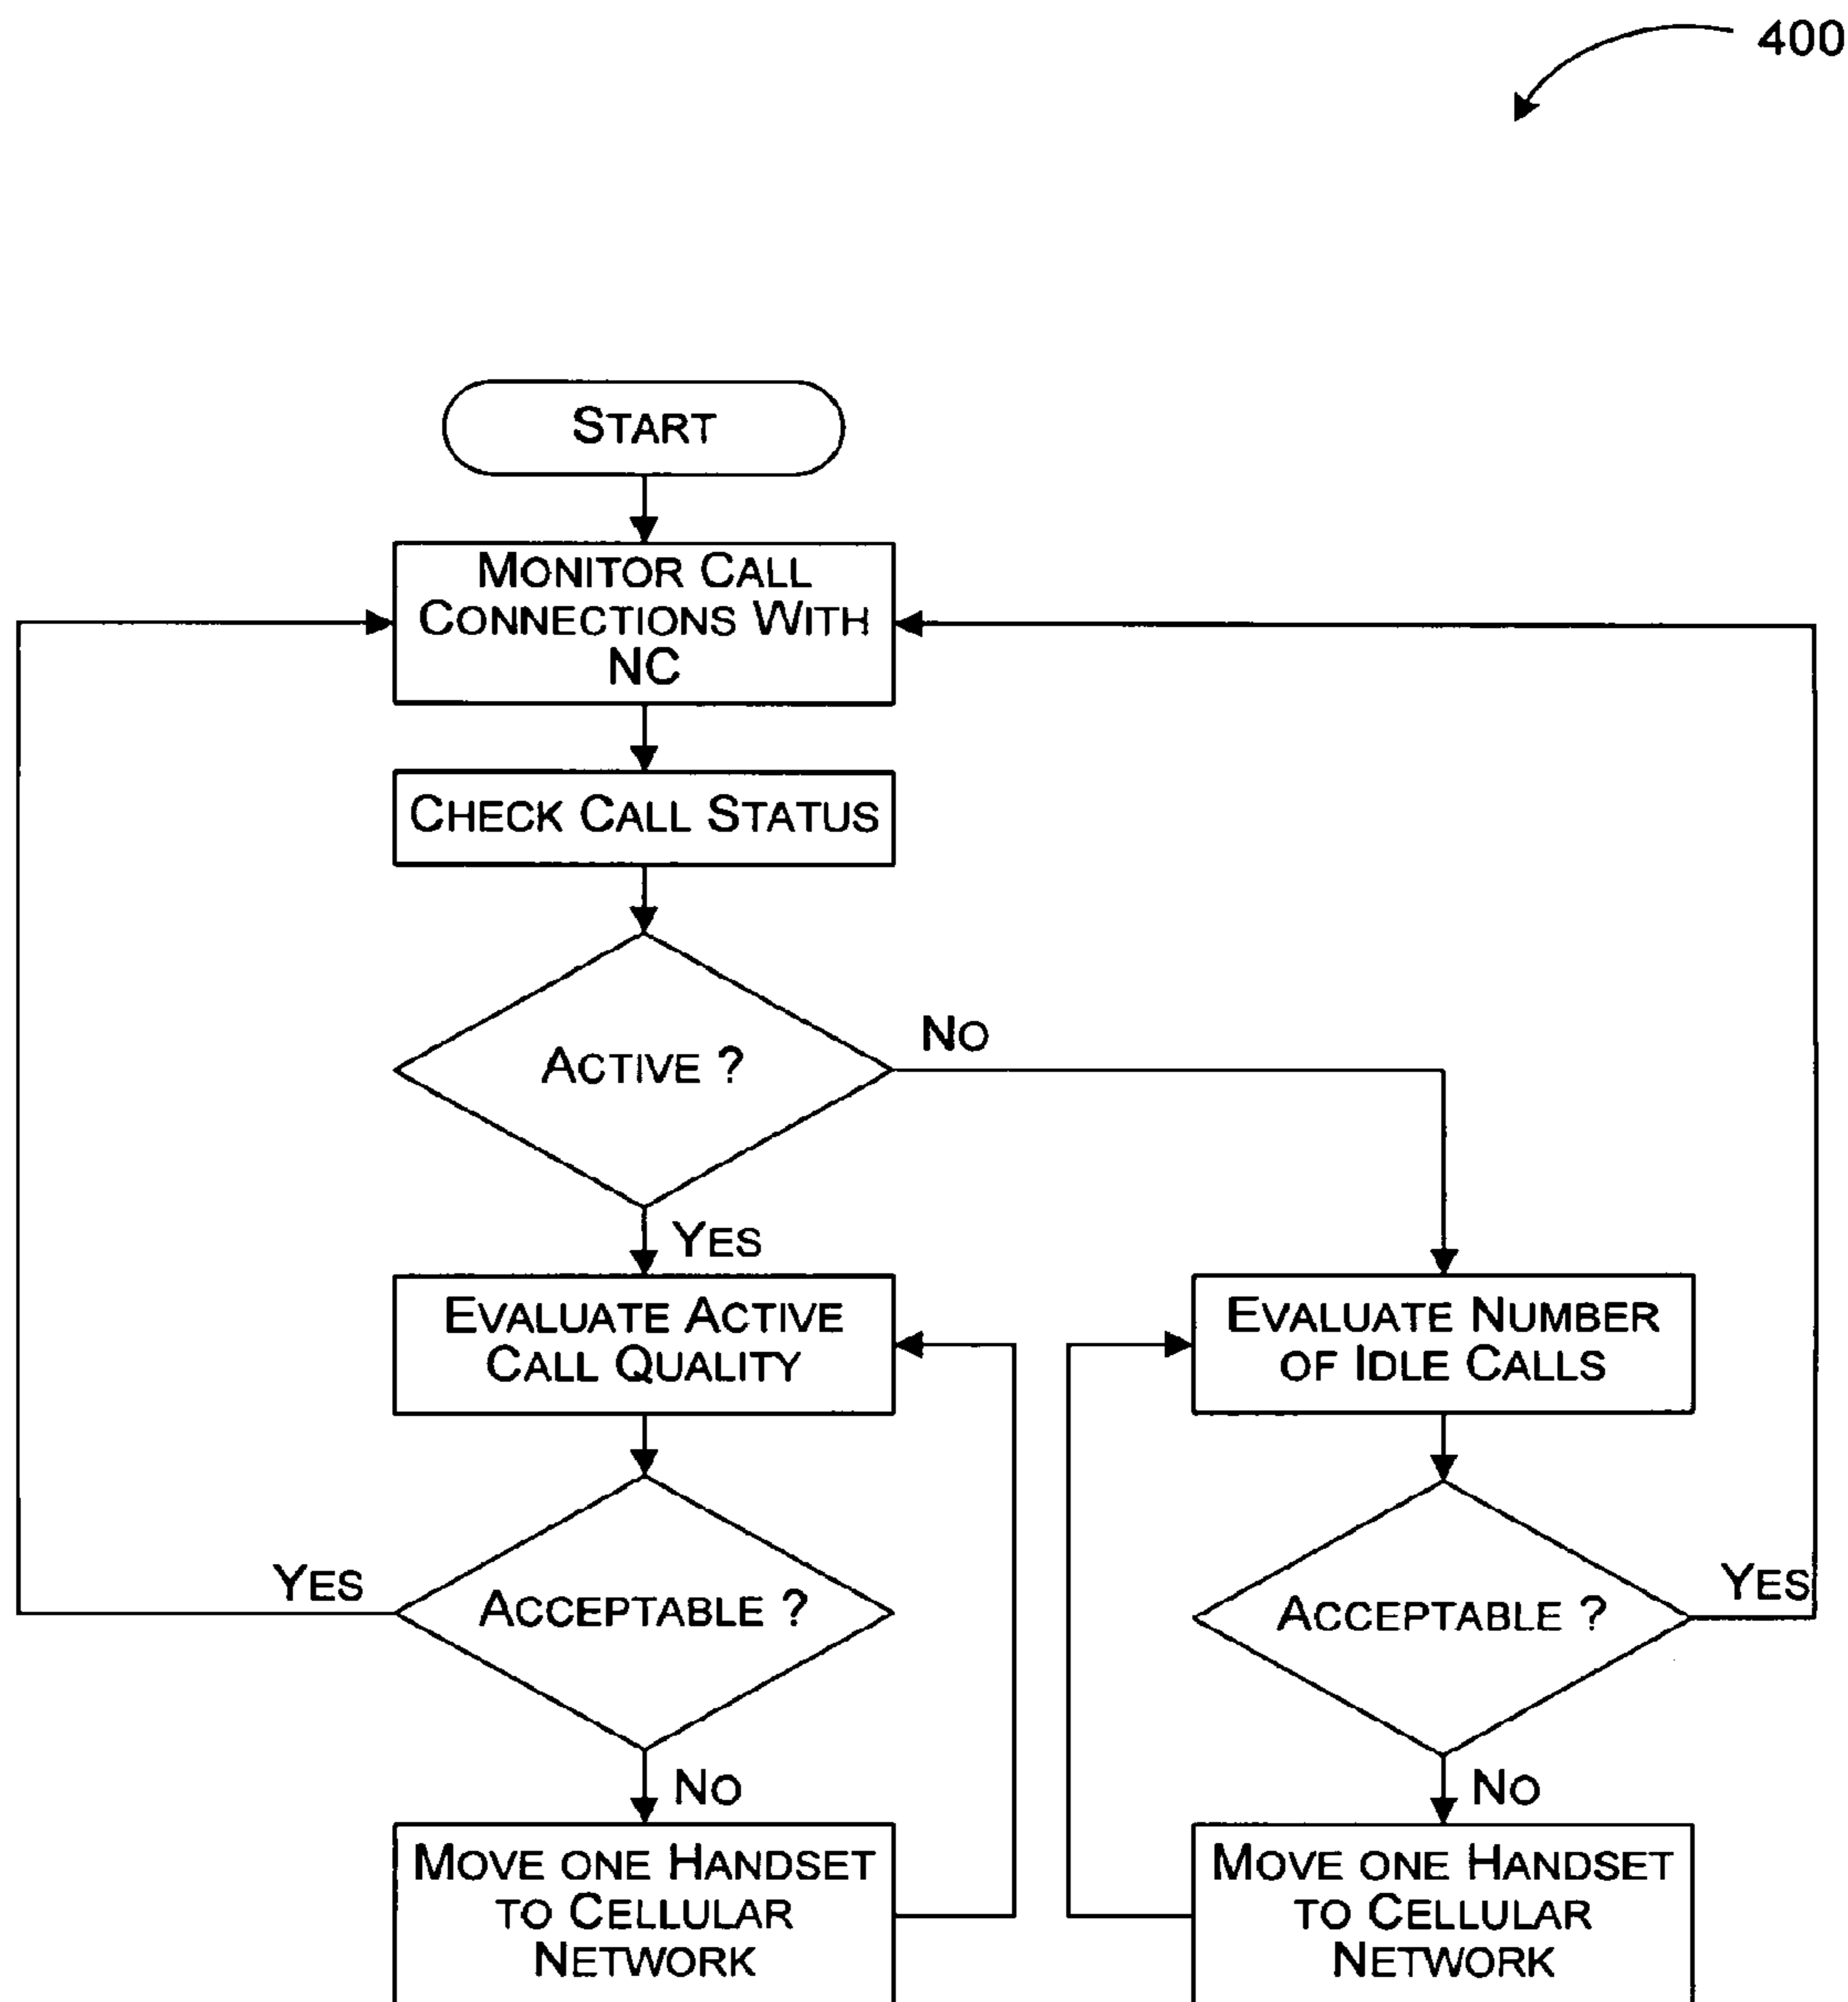 400
START
MONITOR CALL
CONNECTIONS WITH
NC
CHECK CALL STATUS
ACTIVE ?
NO
YES
EVALUATE ACTIVE
CALL QUALITY
EVALUATE NUMBER
OF IDLE CALLS
YES
ACCEPTABLE ?
ACCEPTABLE ?
YES
NO
NO
MOVE ONE HANDSET
TO CELLULAR
NETWORK
MOVE ONE HANDSET
TO CELLULAR
NETWORK